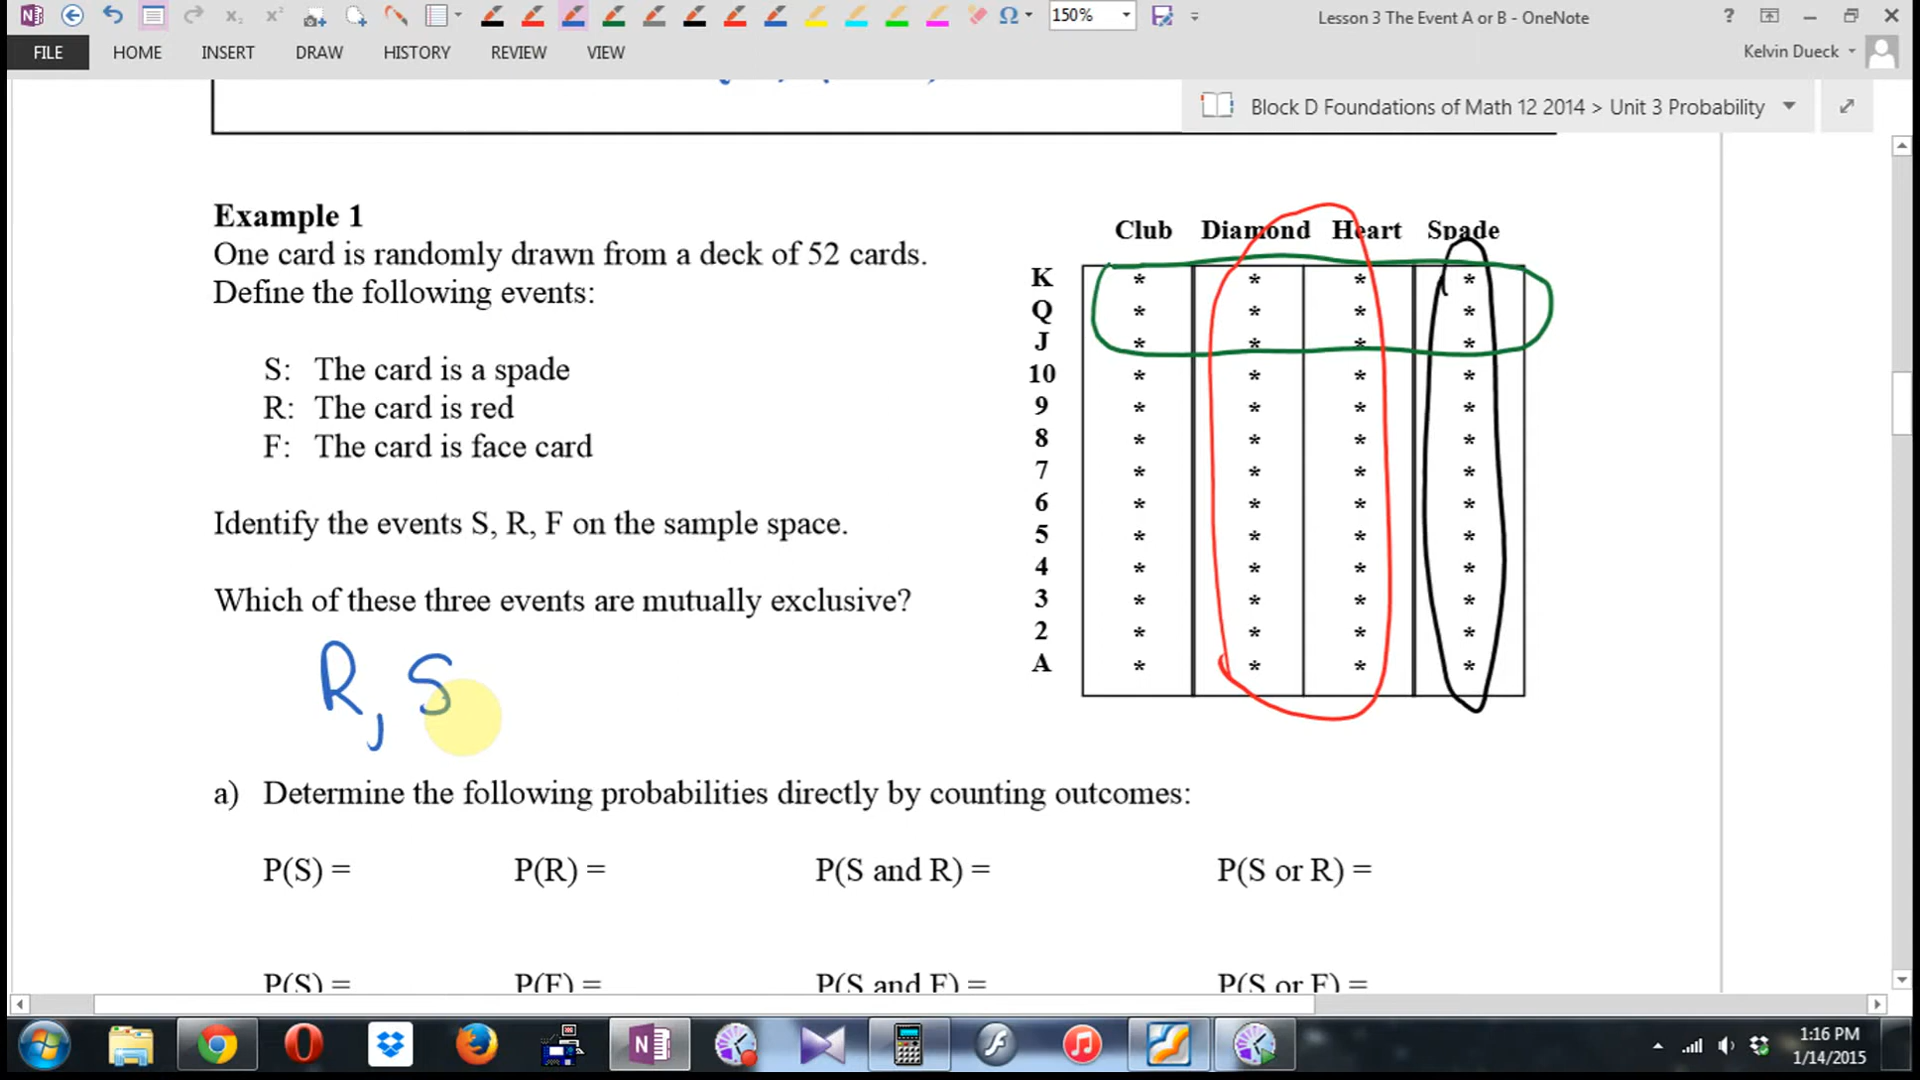 150%
Lesson 3 The Event A or B - OneNote
FILE HOME INSERT DRAW HISTORY REVIEW VIEW
Kelvin Dueck
Block D Foundations of Math 12 2014 > Unit 3 Probability
Example 1
One card is randomly drawn from a deck of 52 cards.
Define the following events:
S: The card is a spade
R: The card is red
F: The card is face card
Identify the events S, R, F on the sample space.
Which of these three events are mutually exclusive?
R, S
Club Diamond Heart Spade
K * * * *
Q * * * *
J * * * *
10 * * * *
9 * * * *
8 * * * *
7 * * * *
6 * * * *
5 * * * *
4 * * * *
3 * * * *
2 * * * *
A * * * *
a) Determine the following probabilities directly by counting outcomes:
P(S) = P(R) = P(S and R) = P(S or R) =
P(S) = P(F) = P(S and F) = P(S or F) =
1:16 PM
1/14/2015